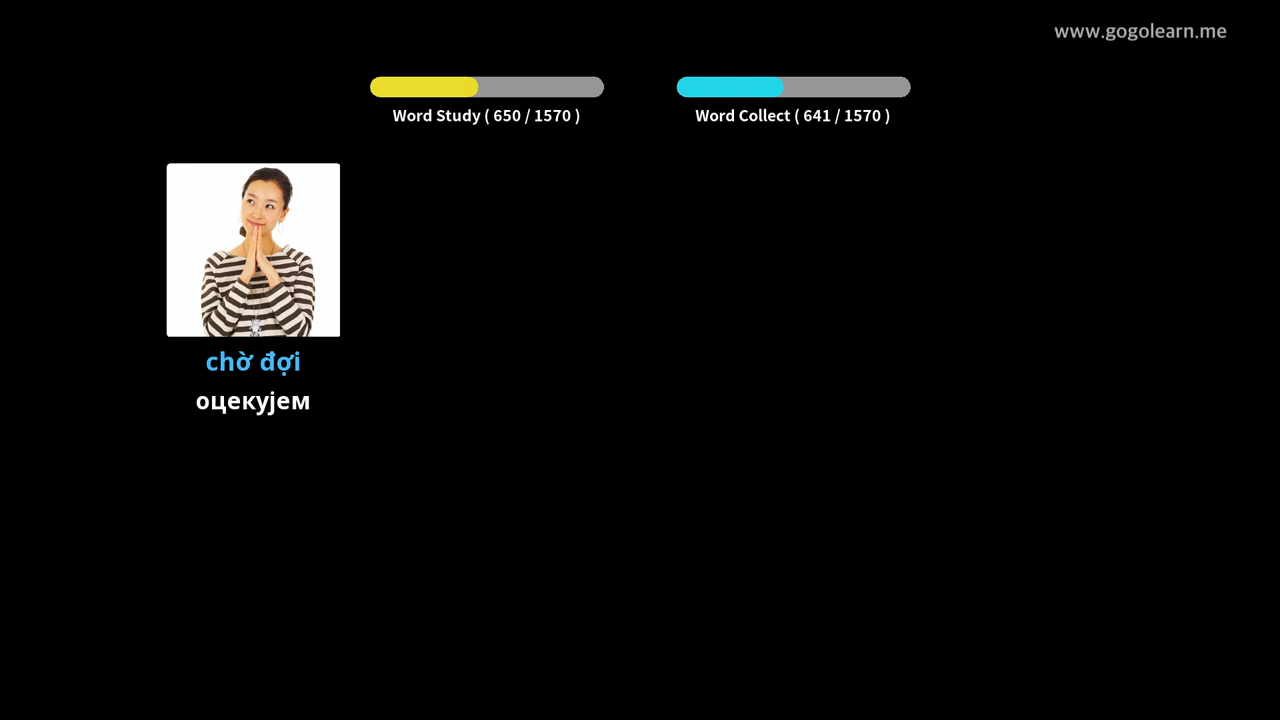 www.gogolearn.me
Word Study ( 650 / 1570 )
Word Collect ( 641 / 1570 )
chờ đợi
оцекујем